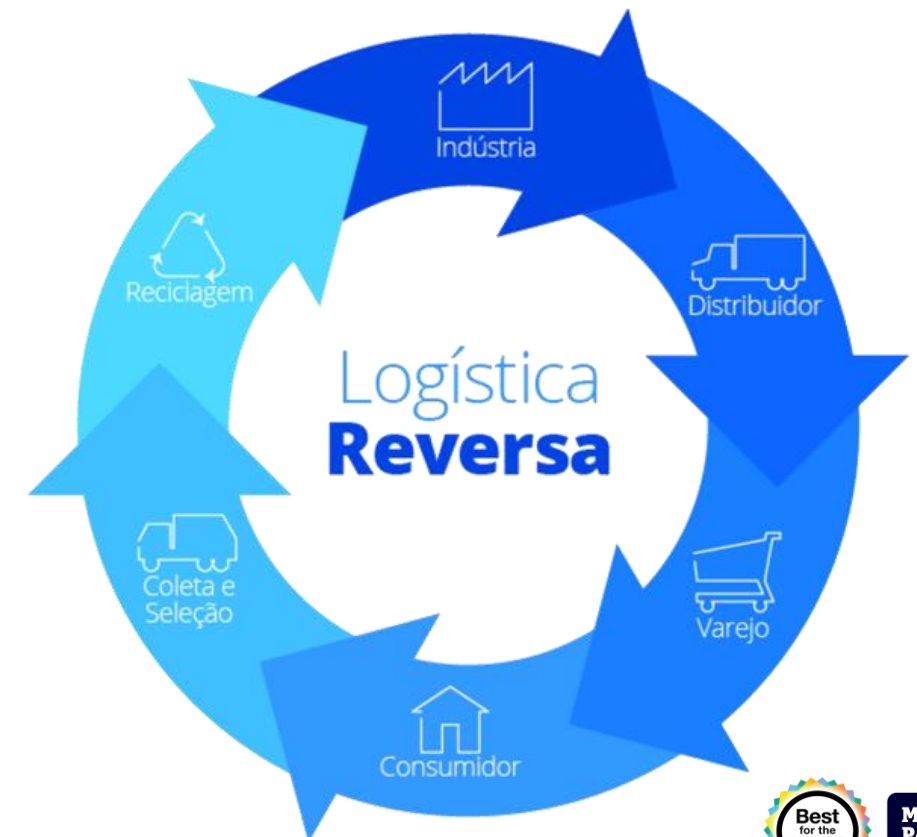 Indústria
Distribuidor
Varejo
Consumidor
Coleta e
Seleção
Reciclagem
Logística
Reversa
Best
for the